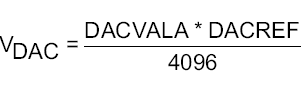 V_DAC = DACVALA * DACREF
4096